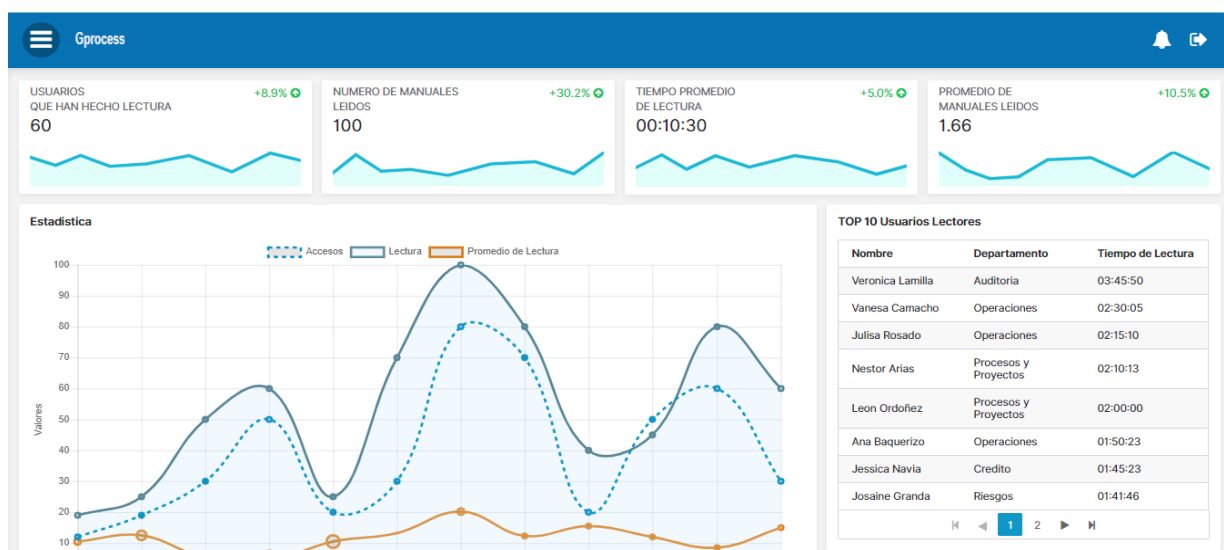 Gprocess
USUARIOS
QUE HAN HECHO LECTURA
+8.9%
60
NUMERO DE MANUALES
LEIDOS
+30.2%
100
TIEMPO PROMEDIO
DE LECTURA
+5.0%
00:10:30
PROMEDIO DE
MANUALES LEIDOS
+10.5%
1.66
Estadistica
Accesos Lectura Promedio de Lectura
100
90
80
70
60
50
40
30
20
10
Valores
TOP 10 Usuarios Lectores
Nombre Departamento Tiempo de Lectura
Veronica Lamilla Auditoria 03:45:50
Vanesa Camacho Operaciones 02:30:05
Julisa Rosado Operaciones 02:15:10
Nestor Arias Procesos y Proyectos 02:10:13
Leon Ordoñez Procesos y Proyectos 02:00:00
Ana Baquerizo Operaciones 01:50:23
Jessica Navia Credito 01:45:23
Josaine Granda Riesgos 01:41:46
1 2